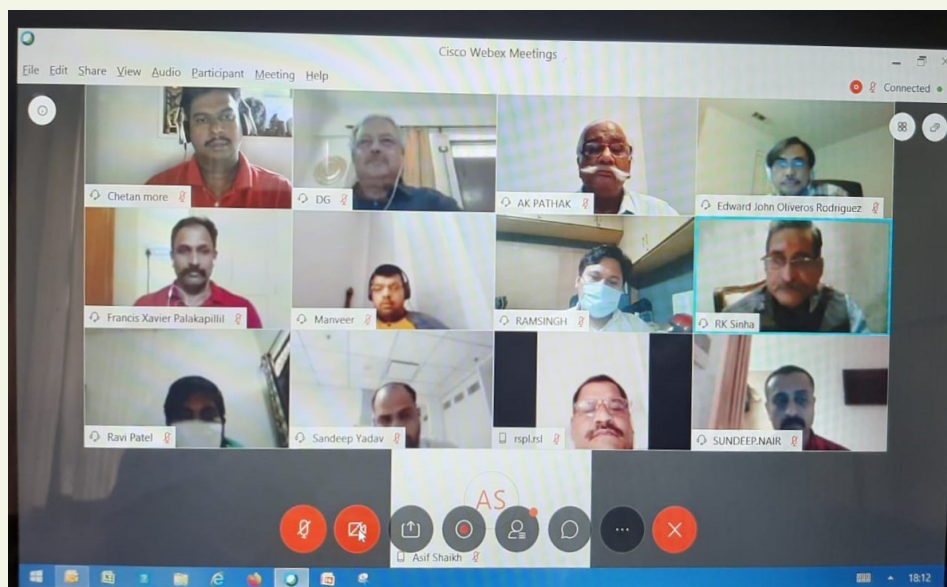 Cisco Webex Meetings
File Edit Share View Audio Participant Meeting Help
Connected
Chetan more
DG
AK PATHAK
Edward John Oliveros Rodriguez
Francis Xavier Palakapillil
Manveer
RAMSINGH
RK Sinha
Ravi Patel
Sandeep Yadav
rspl.rsl
SUNDEEP.NAIR
AS
Asif Shaikh
18:12